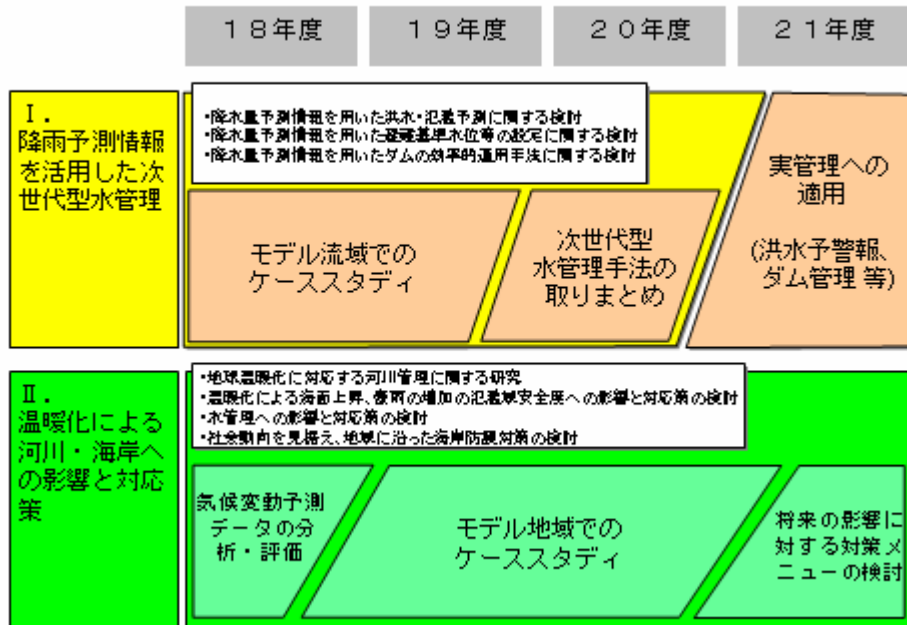 １８年度
１９年度
２０年度
２１年度
Ⅰ．
降雨予測情報
を活用した次
世代型水管理
・降水量予測情報を用いた洪水・氾濫予測に関する検討
・降水量予測情報を用いた避難基準水位等の設定に関する検討
・降水量予測情報を用いたダムの効率的運用手法に関する検討
モデル流域での
ケーススタディ
次世代型
水管理手法の
取りまとめ
実管理への
適用
(洪水予警報、
ダム管理 等)
Ⅱ．
温暖化による
河川・海岸へ
の影響と対応
策
・地球温暖化に対応する河川管理に関する研究
・温暖化による海面上昇、豪雨の増加の氾濫域安全度への影響と対応策の検討
・水管理への影響と対応策の検討
・社会動向を見据え、地域に沿った海岸防護対策の検討
気候変動予測
データの分
析・評価
モデル地域での
ケーススタディ
将来の影響に
対する対策メ
ニューの検討